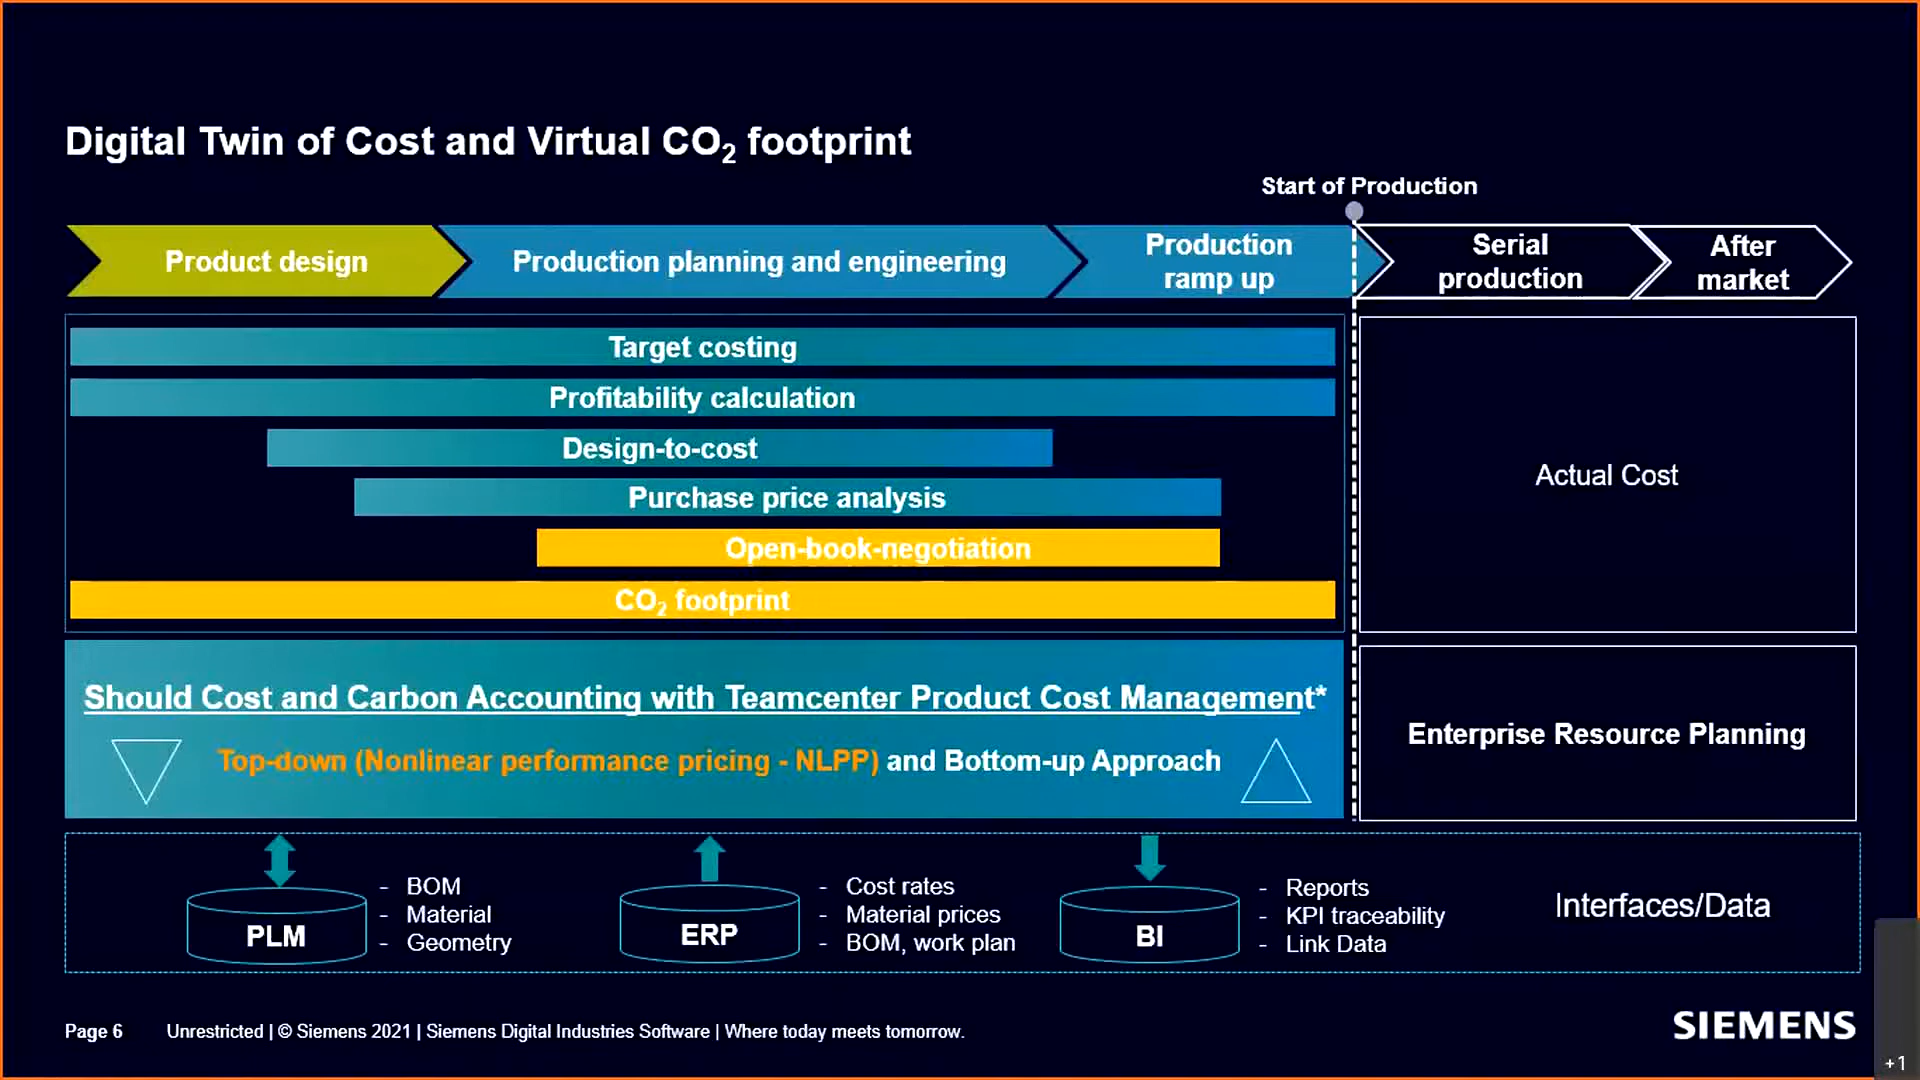 Digital Twin of Cost and Virtual CO₂ footprint
Start of Production
Product design
Production planning and engineering
Production
ramp up
Serial
production
After
market
Target costing
Profitability calculation
Design-to-cost
Purchase price analysis
Open-book-negotiation
CO₂ footprint
Actual Cost
Should Cost and Carbon Accounting with Teamcenter Product Cost Management*
Top-down (Nonlinear performance pricing - NLPP) and Bottom-up Approach
Enterprise Resource Planning
PLM
- BOM
- Material
- Geometry
ERP
- Cost rates
- Material prices
- BOM, work plan
BI
- Reports
- KPI traceability
- Link Data
Interfaces/Data
Page 6 Unrestricted | © Siemens 2021 | Siemens Digital Industries Software | Where today meets tomorrow.
SIEMENS
+1